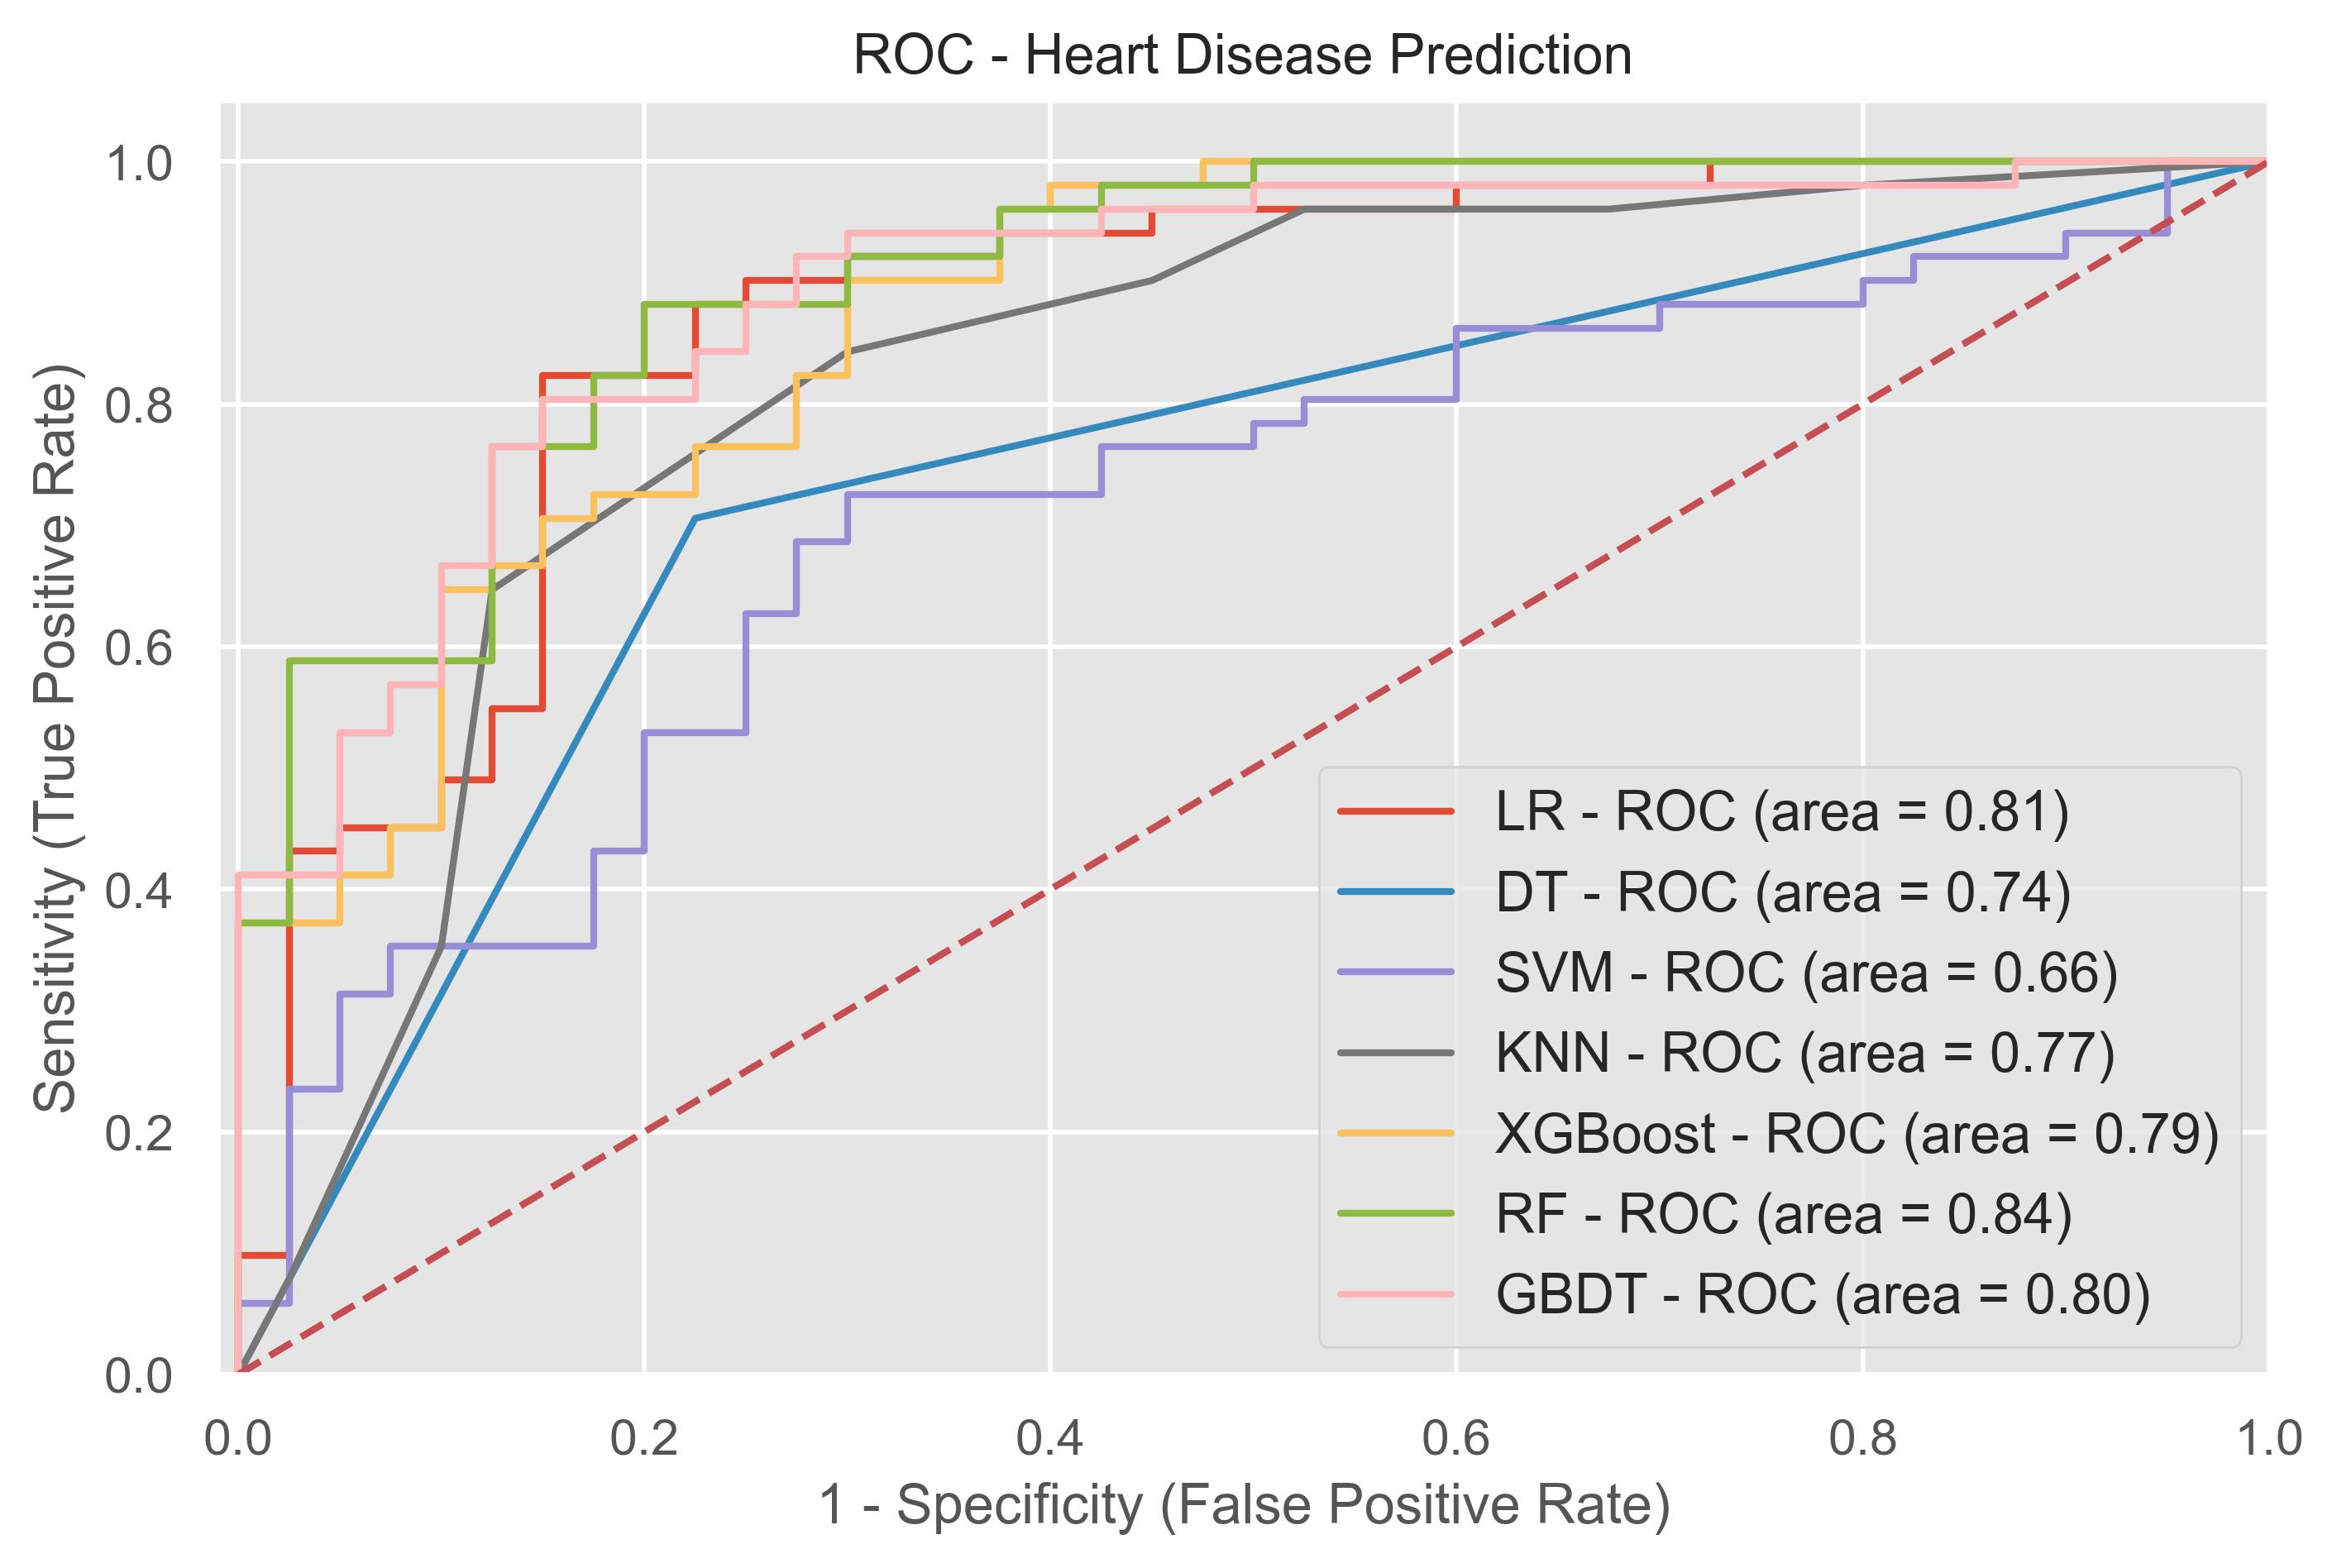 ROC - Heart Disease Prediction
Sensitivity (True Positive Rate)
1.0
0.8
0.6
0.4
0.2
0.0
LR - ROC (area = 0.81)
DT - ROC (area = 0.74)
SVM - ROC (area = 0.66)
KNN - ROC (area = 0.77)
XGBoost - ROC (area = 0.79)
RF - ROC (area = 0.84)
GBDT - ROC (area = 0.80)
0.0 0.2 0.4 0.6 0.8 1.0
1 - Specificity (False Positive Rate)